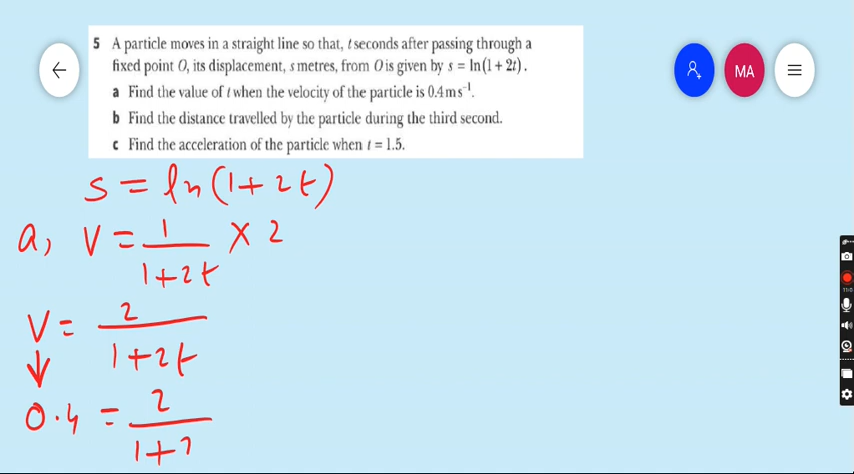 5 A particle moves in a straight line so that, t seconds after passing through a
fixed point O, its displacement, s metres, from O is given by s = ln(1 + 2t).
a Find the value of t when the velocity of the particle is 0.4 m s⁻¹.
b Find the distance travelled by the particle during the third second.
c Find the acceleration of the particle when t = 1.5.
MA
s = ln(1+2t)
a, v = 1/(1+2t) × 2
v = 2/(1+2t)
↓
0.4 = 2/(1+2